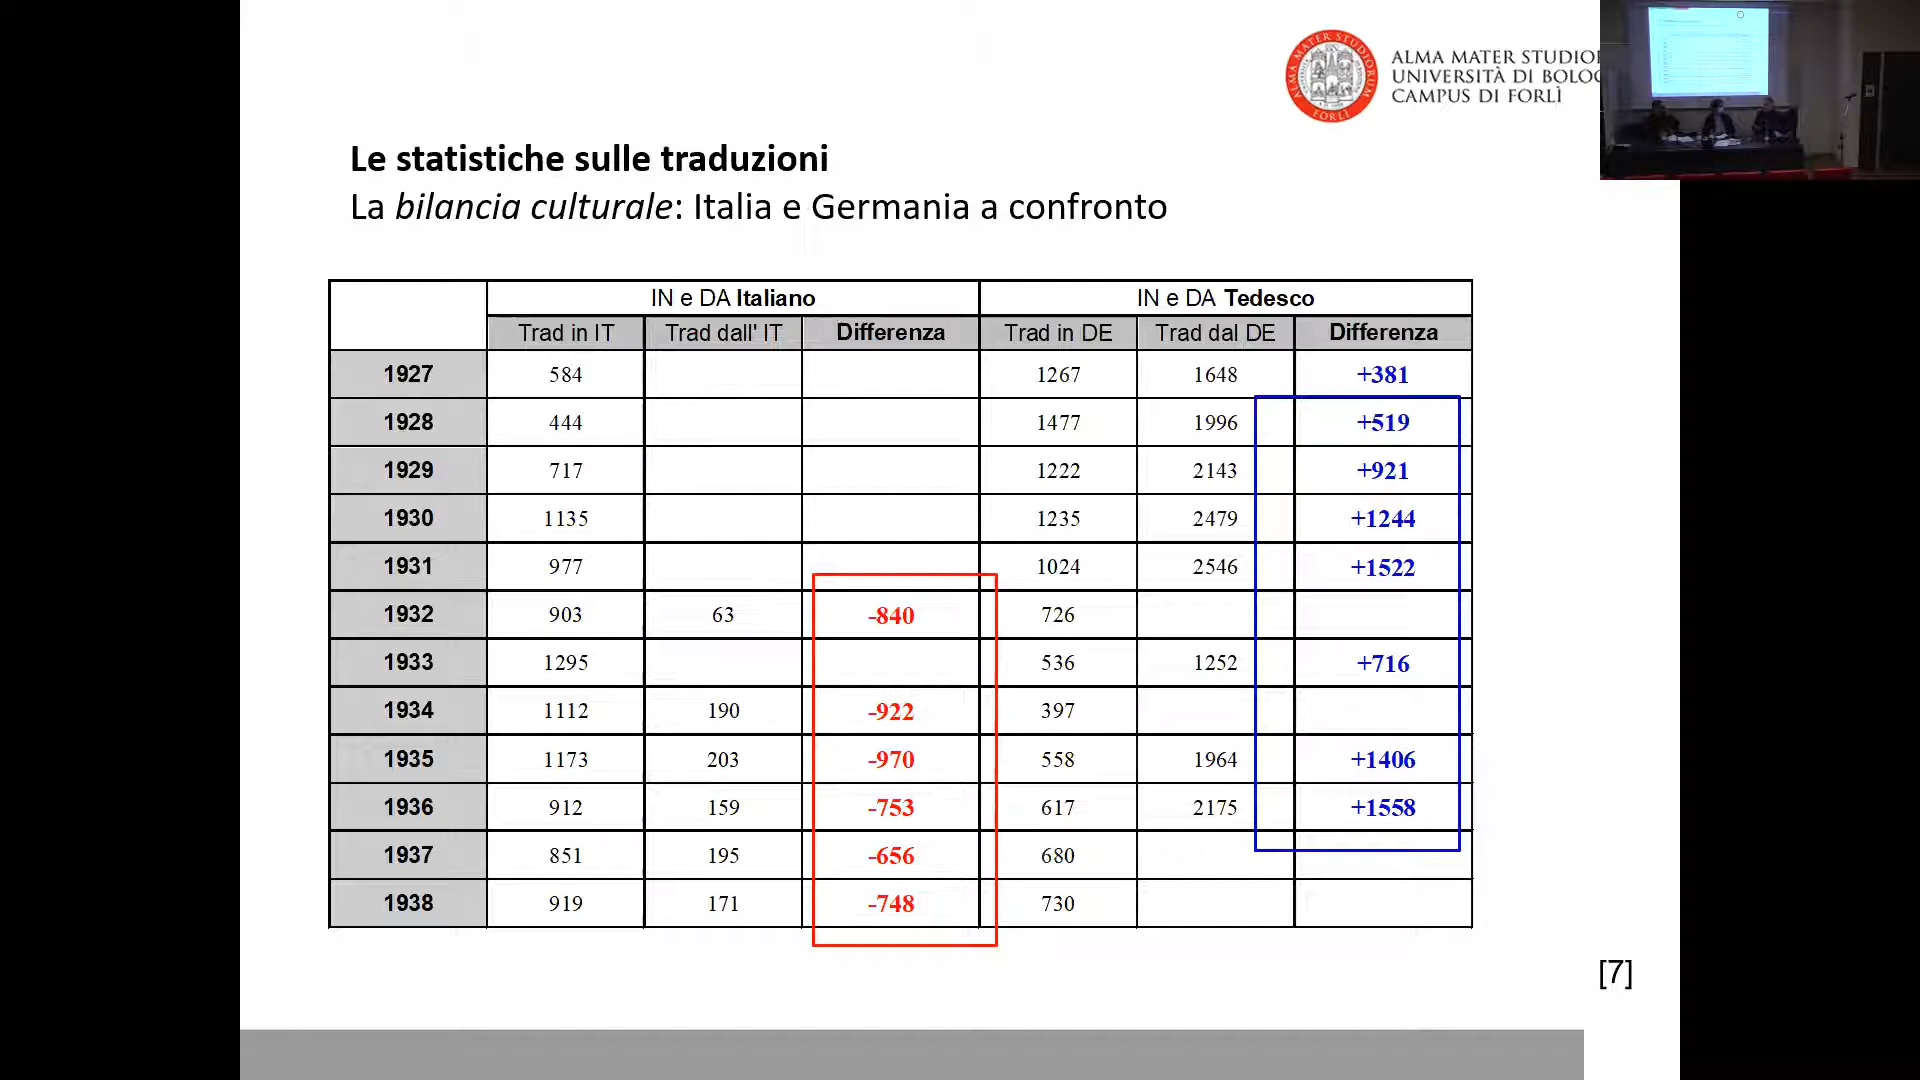 ALMA MATER STUDIO
UNIVERSITÀ DI BOLO
CAMPUS DI FORLÌ
ALMA MATER STUDIORUM
FORLÌ
Le statistiche sulle traduzioni
La bilancia culturale: Italia e Germania a confronto
IN e DA Italiano IN e DA Tedesco
Trad in IT Trad dall' IT Differenza Trad in DE Trad dal DE Differenza
1927 584 1267 1648 +381
1928 444 1477 1996 +519
1929 717 1222 2143 +921
1930 1135 1235 2479 +1244
1931 977 1024 2546 +1522
1932 903 63 -840 726
1933 1295 536 1252 +716
1934 1112 190 -922 397
1935 1173 203 -970 558 1964 +1406
1936 912 159 -753 617 2175 +1558
1937 851 195 -656 680
1938 919 171 -748 730
[7]